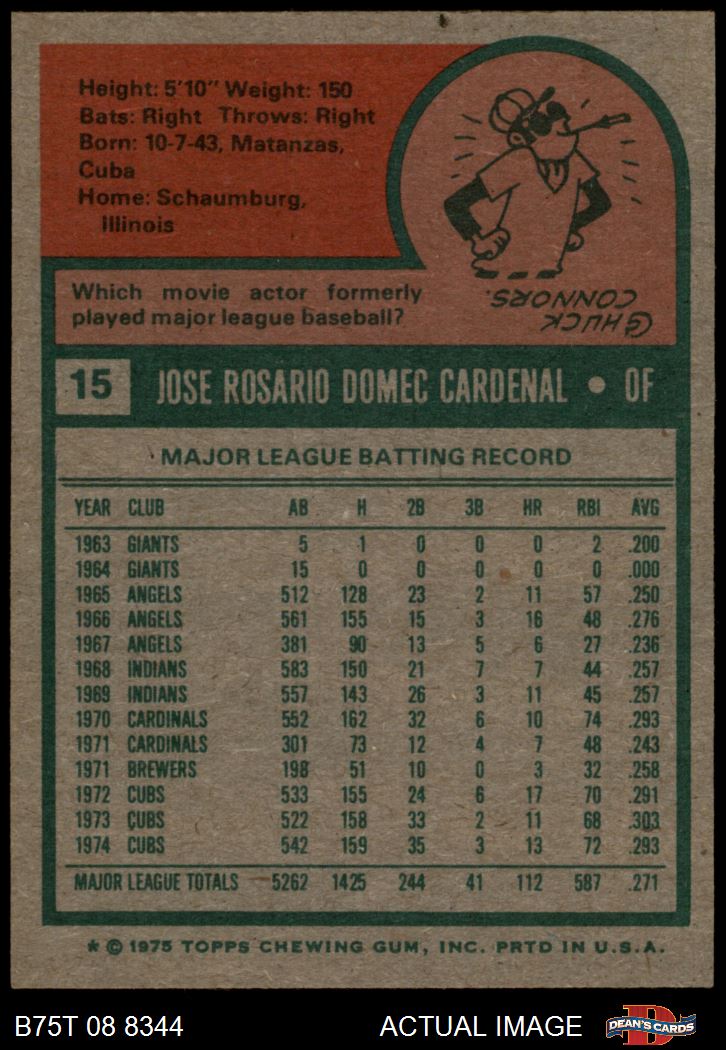 Height: 5'10" Weight: 150
Bats: Right Throws: Right
Born: 10-7-43, Matanzas,
Cuba
Home: Schaumburg,
Illinois
Which movie actor formerly
played major league baseball?
CHUCK
CONNORS.
15 JOSE ROSARIO DOMEC CARDENAL • OF
MAJOR LEAGUE BATTING RECORD
YEAR CLUB AB H 2B 3B HR RBI AVG
1963 GIANTS 5 1 0 0 0 2 .200
1964 GIANTS 15 0 0 0 0 0 .000
1965 ANGELS 512 128 23 2 11 57 .250
1966 ANGELS 561 155 15 3 16 48 .276
1967 ANGELS 381 90 13 5 6 27 .236
1968 INDIANS 583 150 21 7 7 44 .257
1969 INDIANS 557 143 26 3 11 45 .257
1970 CARDINALS 552 162 32 6 10 74 .293
1971 CARDINALS 301 73 12 4 7 48 .243
1971 BREWERS 198 51 10 0 3 32 .258
1972 CUBS 533 155 24 6 17 70 .291
1973 CUBS 522 158 33 2 11 68 .303
1974 CUBS 542 159 35 3 13 72 .293
MAJOR LEAGUE TOTALS 5262 1425 244 41 112 587 .271
* © 1975 TOPPS CHEWING GUM, INC. PRTD IN U.S.A.
B75T 08 8344 ACTUAL IMAGE D DEAN'S CARDS